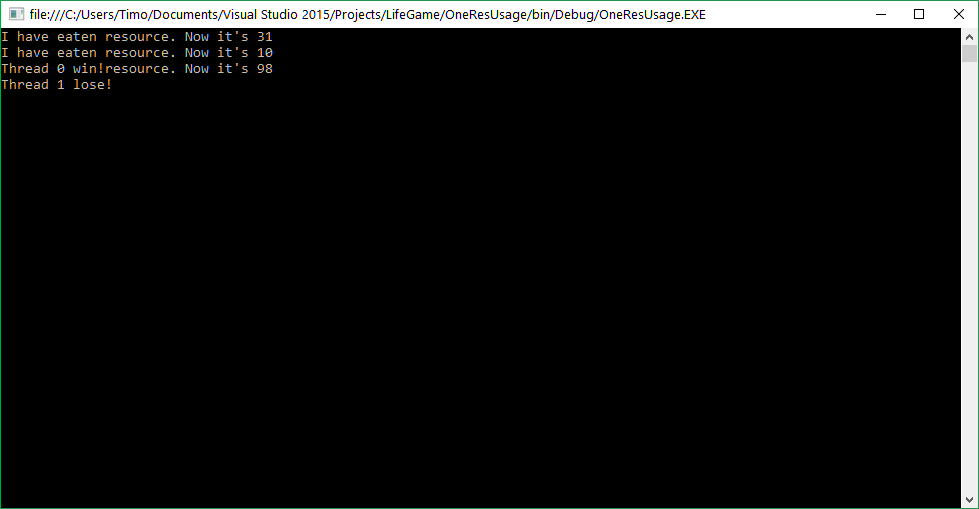 file:///C:/Users/Timo/Documents/Visual Studio 2015/Projects/LifeGame/OneResUsage/bin/Debug/OneResUsage.EXE
I have eaten resource. Now it's 31
I have eaten resource. Now it's 10
Thread 0 win!resource. Now it's 98
Thread 1 lose!